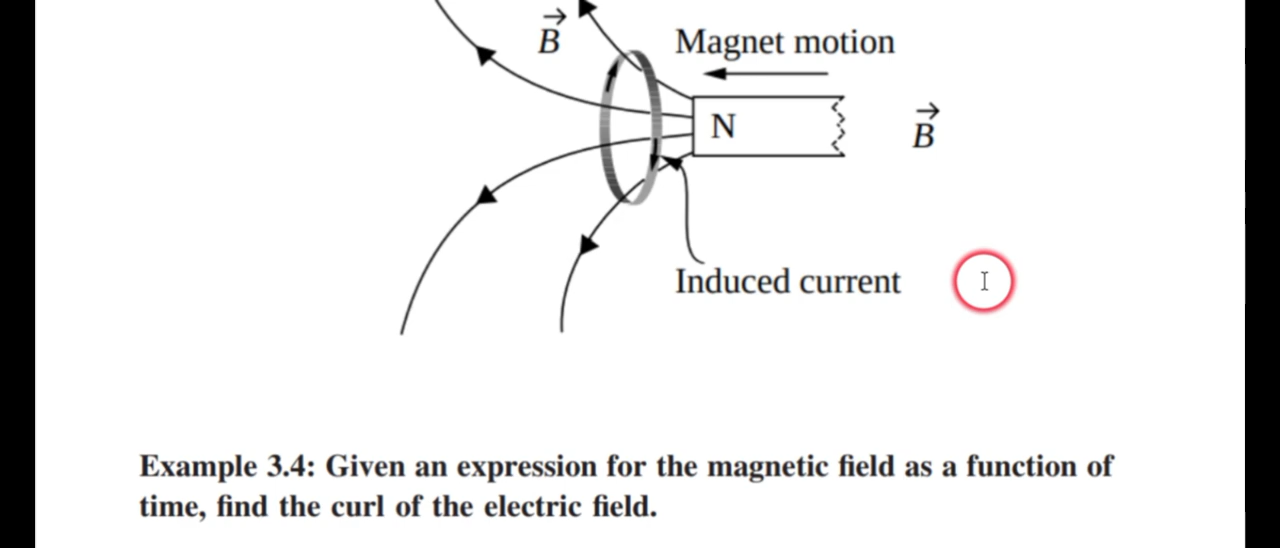 B
Magnet motion
N
B
Induced current
Example 3.4: Given an expression for the magnetic field as a function of
time, find the curl of the electric field.